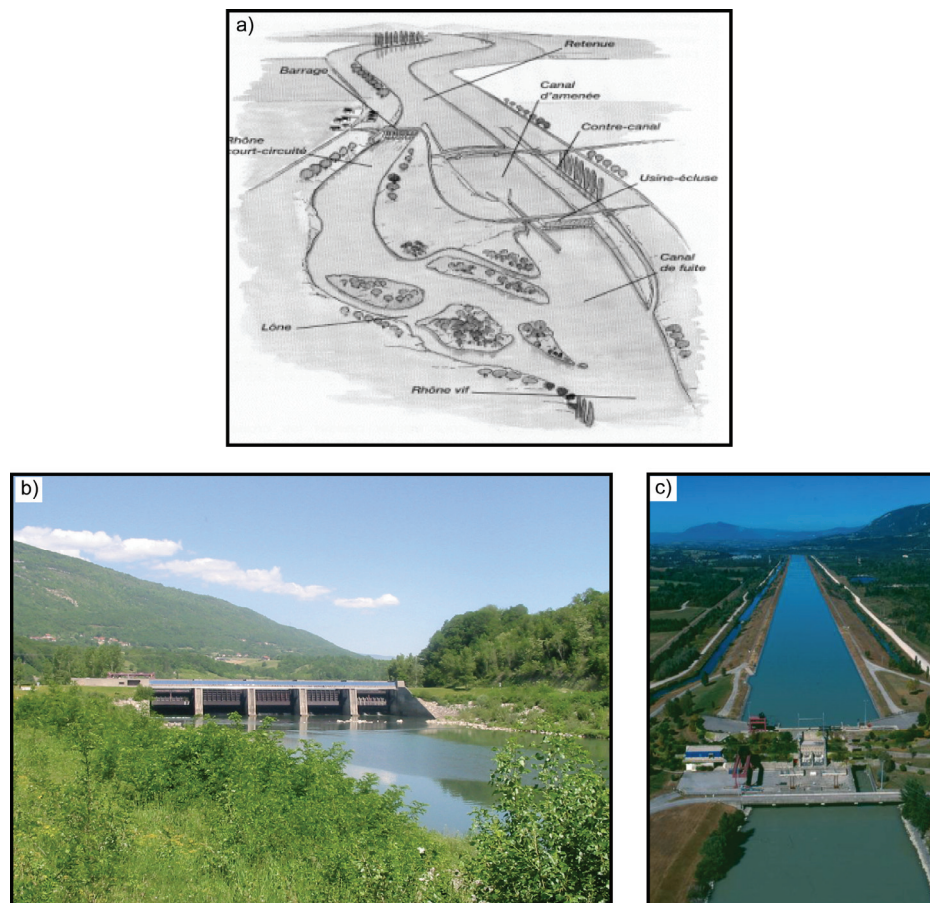 a)
Retenue
Barrage
Canal
d'amenée
Contre-canal
Rhône
court-circuité
Usine-écluse
Canal
de fuite
Lône
Rhône vif
b)
c)